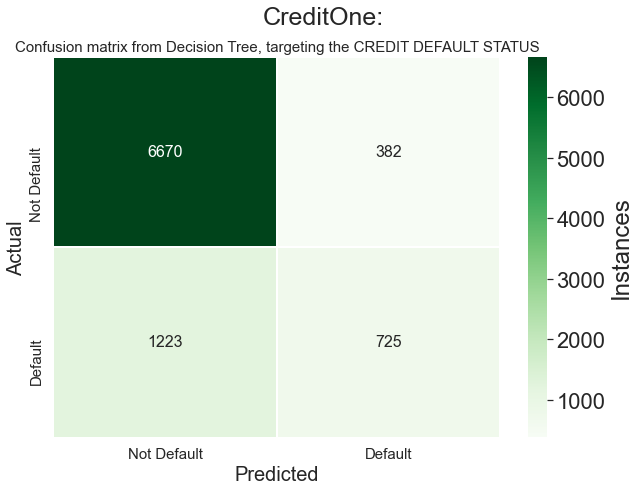 CreditOne:
Confusion matrix from Decision Tree, targeting the CREDIT DEFAULT STATUS
Actual
Not Default
Default
6670
382
1223
725
Not Default
Default
Predicted
6000
5000
4000
3000
2000
1000
Instances